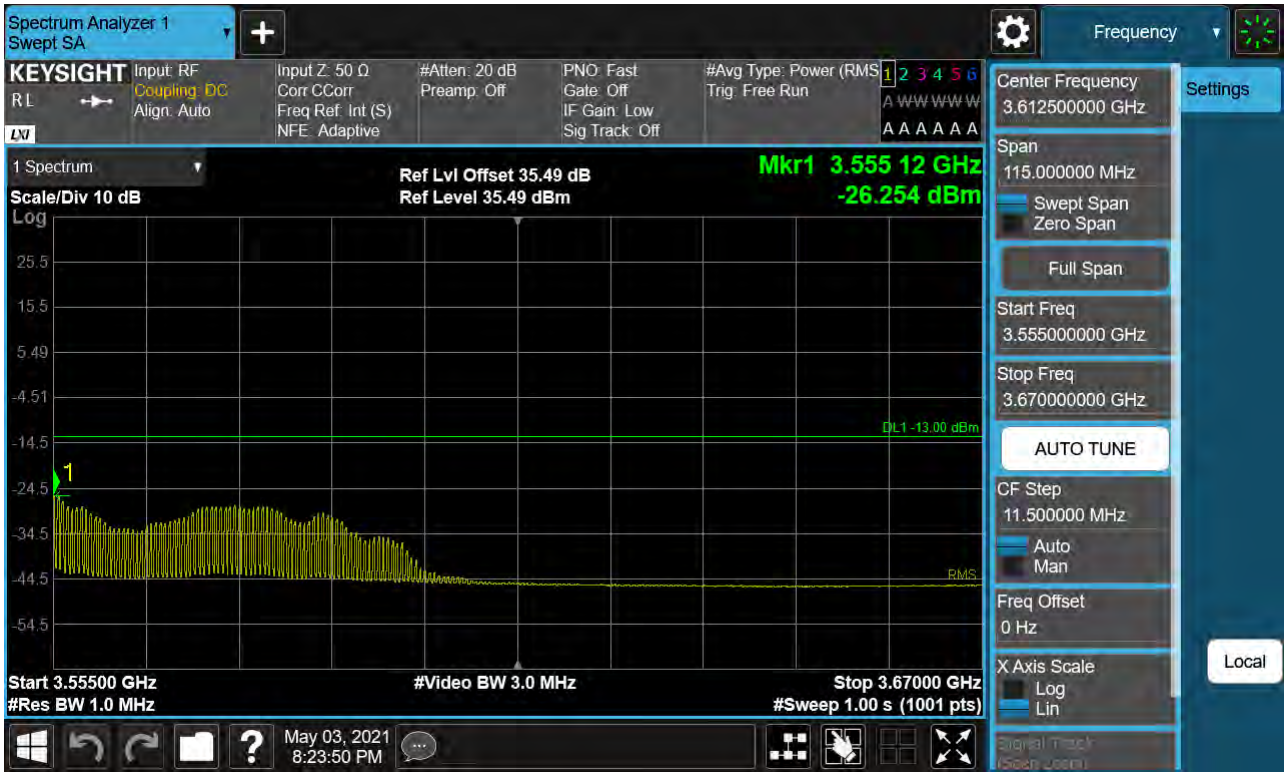 Spectrum Analyzer 1
Swept SA
+
Frequency
KEYSIGHT
RL
LXI
Input: RF
Coupling: DC
Align: Auto
Input Z: 50 Ω
Corr CCorr
Freq Ref: Int (S)
NFE: Adaptive
#Atten: 20 dB
Preamp: Off
PNO: Fast
Gate: Off
IF Gain: Low
Sig Track: Off
#Avg Type: Power (RMS
Trig: Free Run
1 2 3 4 5 6
A W W W W W
A A A A A A
1 Spectrum
Scale/Div 10 dB
Log
Ref Lvl Offset 35.49 dB
Ref Level 35.49 dBm
Mkr1 3.555 12 GHz
-26.254 dBm
25.5
15.5
5.49
-4.51
-14.5
-24.5
-34.5
-44.5
-54.5
DL1 -13.00 dBm
1
RMS
Start 3.55500 GHz
#Res BW 1.0 MHz
#Video BW 3.0 MHz
Stop 3.67000 GHz
#Sweep 1.00 s (1001 pts)
Center Frequency
3.612500000 GHz
Span
115.000000 MHz
Swept Span
Zero Span
Full Span
Start Freq
3.555000000 GHz
Stop Freq
3.670000000 GHz
AUTO TUNE
CF Step
11.500000 MHz
Auto
Man
Freq Offset
0 Hz
X Axis Scale
Log
Lin
Signal Track
(Span Zoom)
Settings
Local
?
May 03, 2021
8:23:50 PM